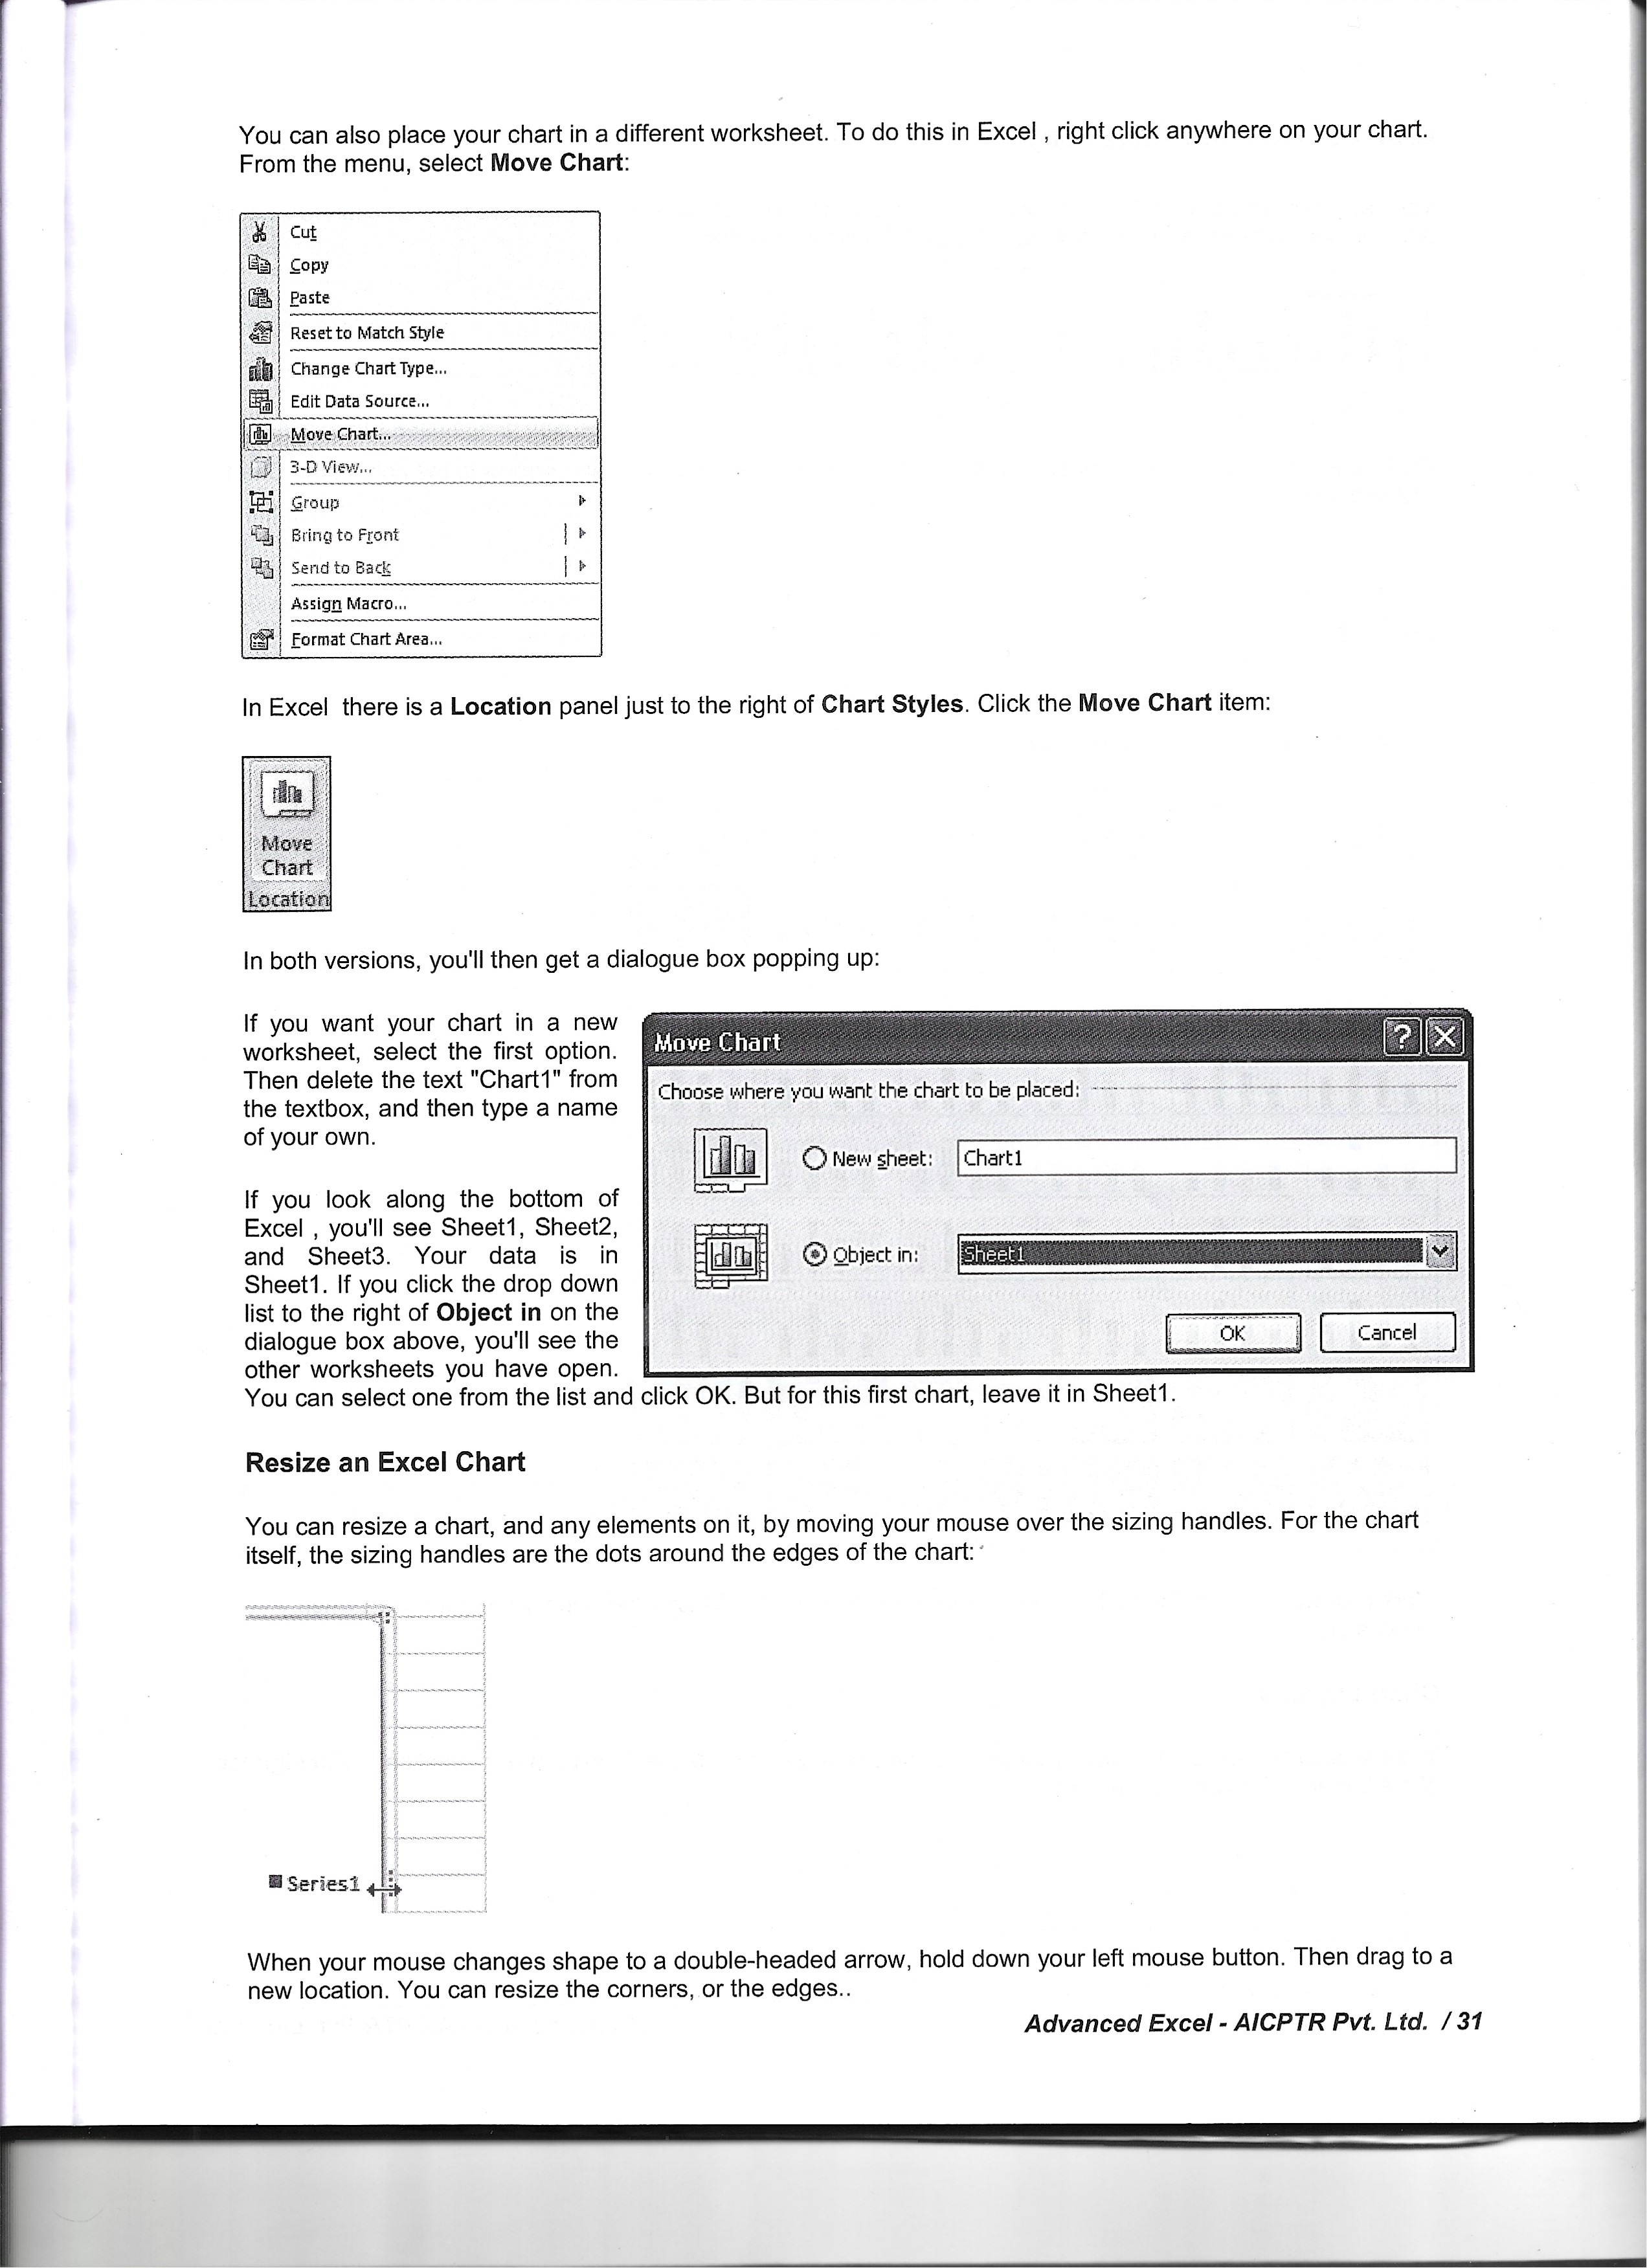 You can also place your chart in a different worksheet. To do this in Excel , right click anywhere on your chart.
From the menu, select Move Chart:
Cut
Copy
Paste
Reset to Match Style
Change Chart Type...
Edit Data Source...
Move Chart...
3-D View...
Group
Bring to Front
Send to Back
Assign Macro...
Format Chart Area...
In Excel there is a Location panel just to the right of Chart Styles. Click the Move Chart item:
Move
Chart
Location
In both versions, you'll then get a dialogue box popping up:
If you want your chart in a new
worksheet, select the first option.
Then delete the text "Chart1" from
the textbox, and then type a name
of your own.
If you look along the bottom of
Excel , you'll see Sheet1, Sheet2,
and Sheet3. Your data is in
Sheet1. If you click the drop down
list to the right of Object in on the
dialogue box above, you'll see the
other worksheets you have open.
You can select one from the list and click OK. But for this first chart, leave it in Sheet1.
Move Chart
Choose where you want the chart to be placed:
New sheet: Chart1
Object in: Sheet1
OK Cancel
Resize an Excel Chart
You can resize a chart, and any elements on it, by moving your mouse over the sizing handles. For the chart
itself, the sizing handles are the dots around the edges of the chart:
Series1
When your mouse changes shape to a double-headed arrow, hold down your left mouse button. Then drag to a
new location. You can resize the corners, or the edges..
Advanced Excel - AICPTR Pvt. Ltd. / 31